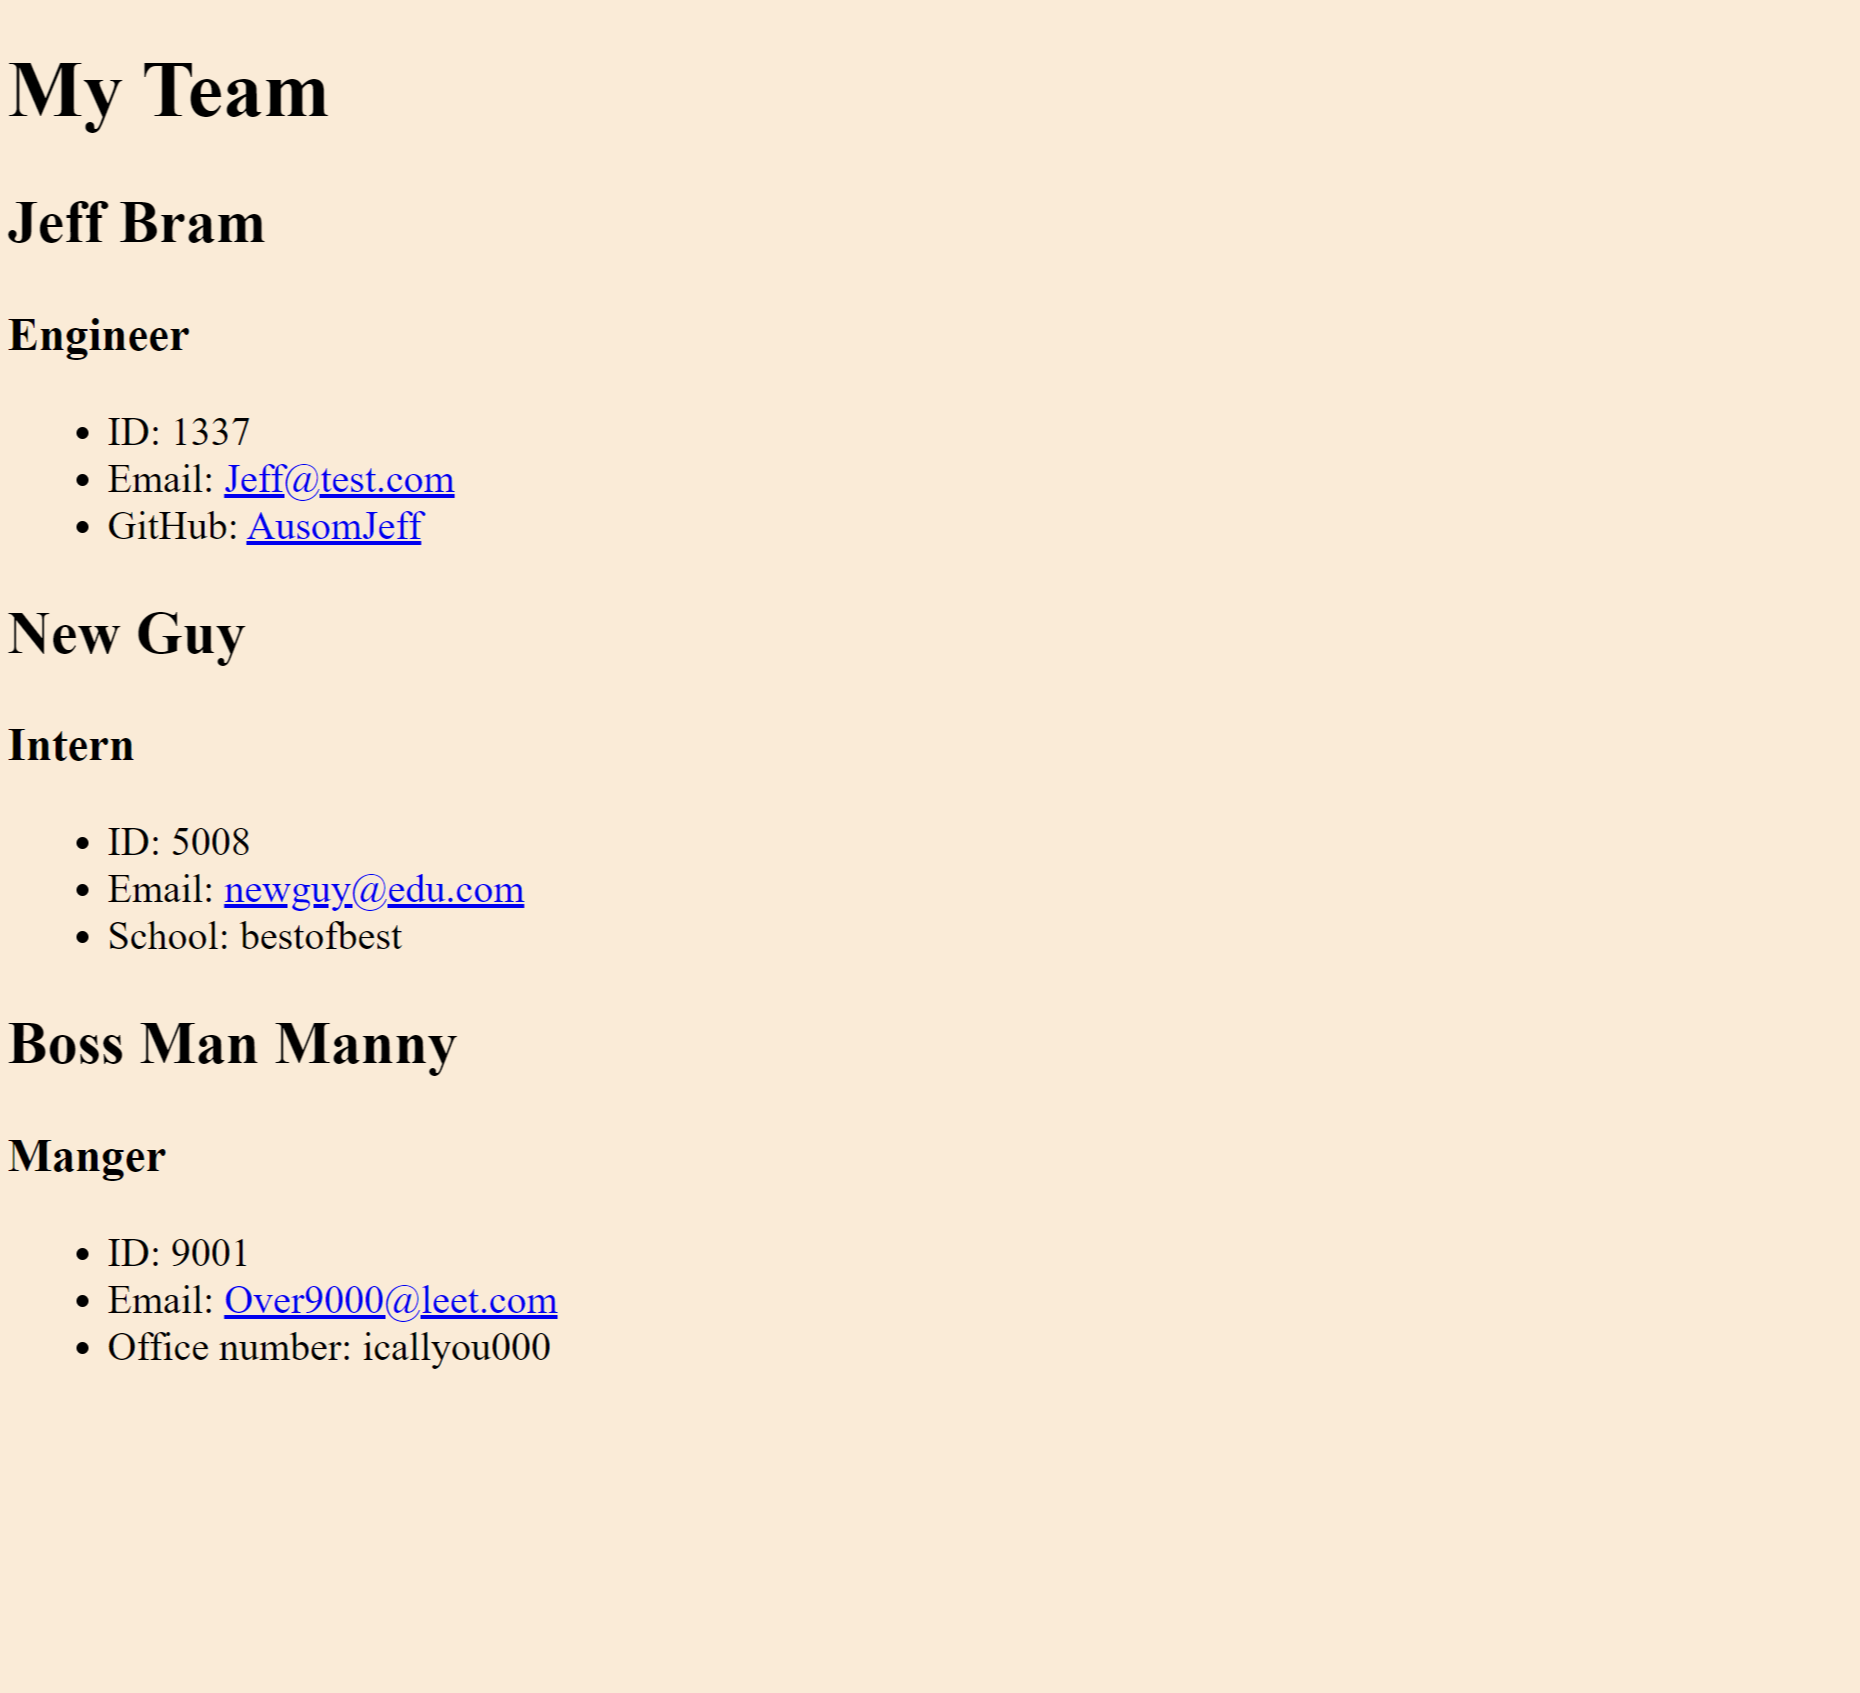 My Team
Jeff Bram
Engineer
ID: 1337
Email: Jeff@test.com
GitHub: AusomJeff
New Guy
Intern
ID: 5008
Email: newguy@edu.com
School: bestofbest
Boss Man Manny
Manger
ID: 9001
Email: Over9000@leet.com
Office number: icallyou000